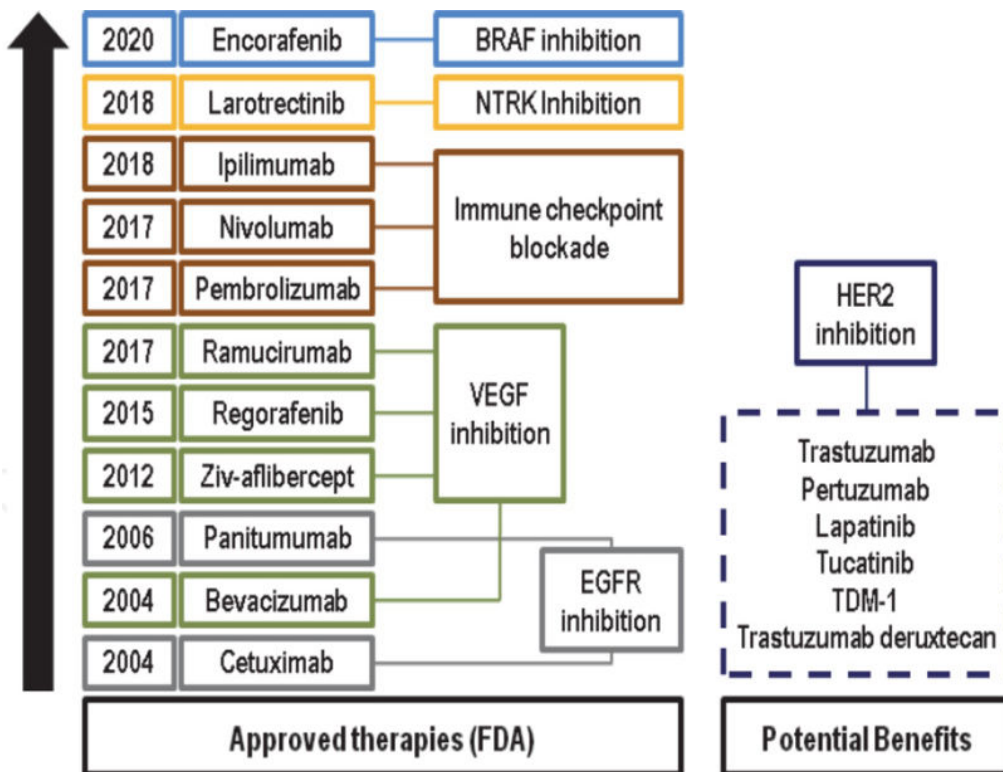 2020 Encorafenib BRAF inhibition
2018 Larotrectinib NTRK Inhibition
2018 Ipilimumab
2017 Nivolumab
2017 Pembrolizumab
Immune checkpoint
blockade
2017 Ramucirumab
2015 Regorafenib
2012 Ziv-aflibercept
VEGF
inhibition
2006 Panitumumab
2004 Bevacizumab
2004 Cetuximab
EGFR
inhibition
Approved therapies (FDA)
HER2
inhibition
Trastuzumab
Pertuzumab
Lapatinib
Tucatinib
TDM-1
Trastuzumab deruxtecan
Potential Benefits